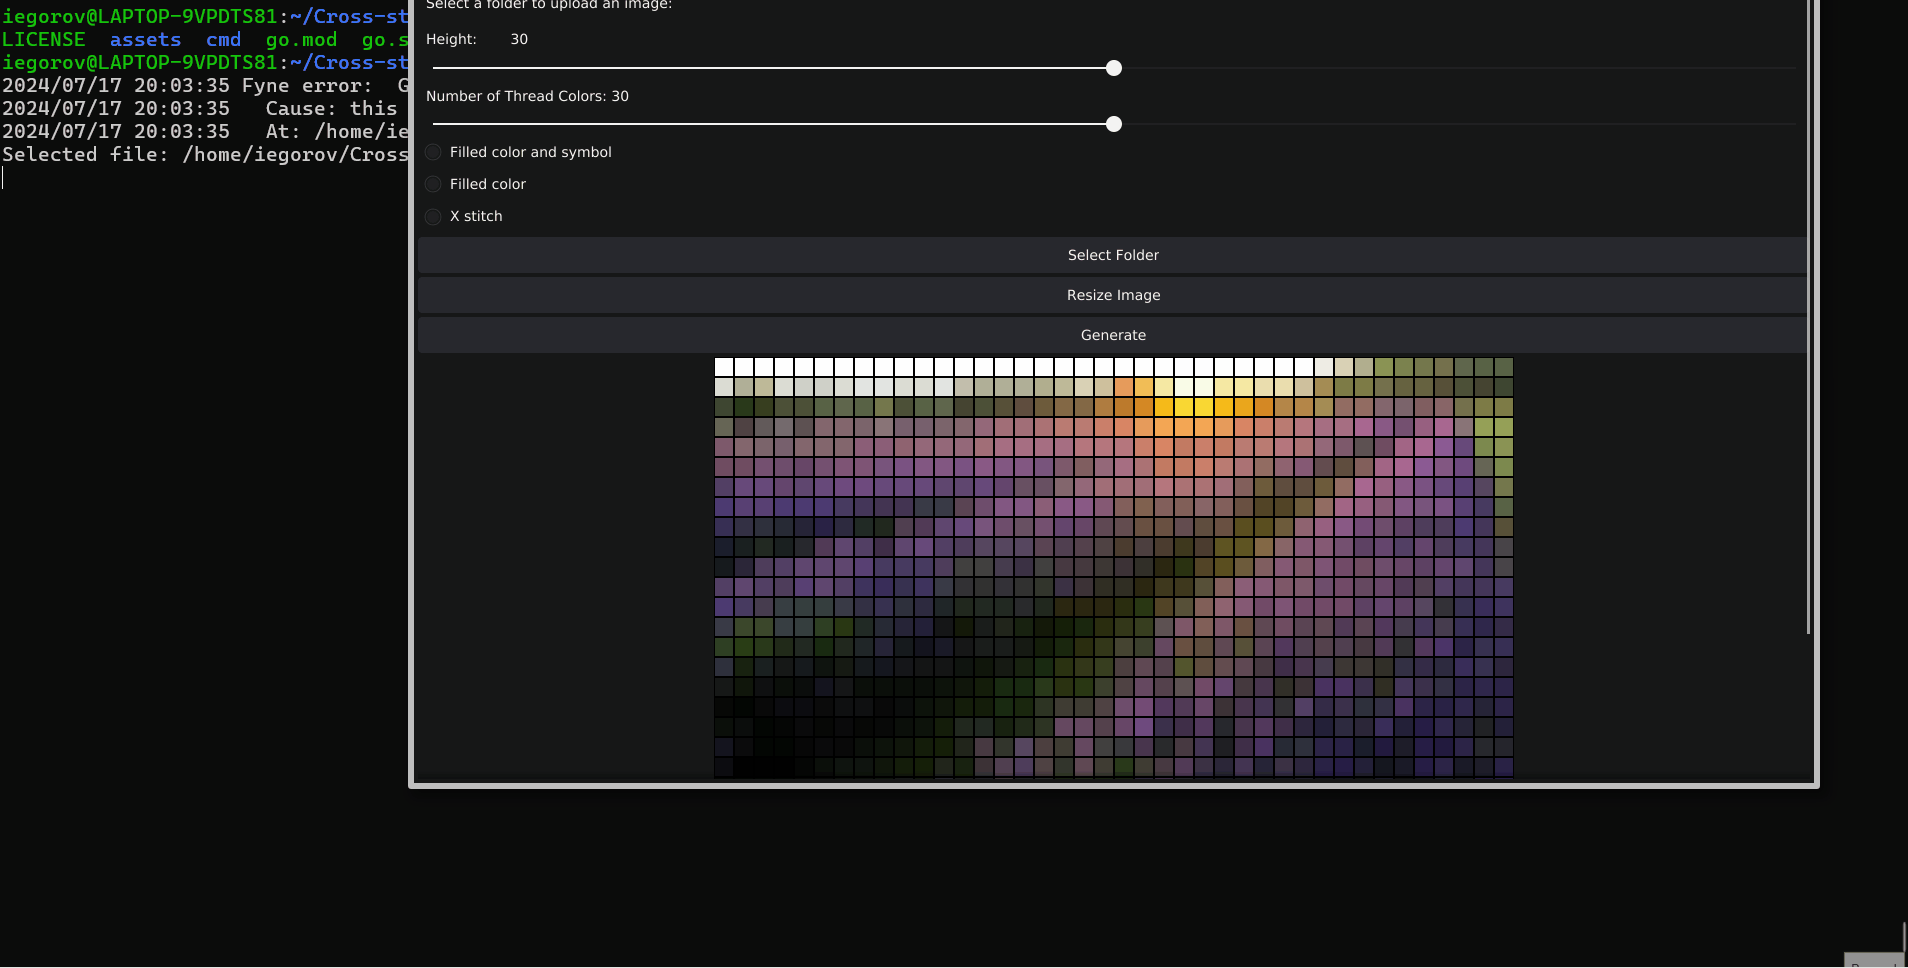 iegorov@LAPTOP-9VPDTS81:~/Cross-st
LICENSE assets cmd go.mod go.s
iegorov@LAPTOP-9VPDTS81:~/Cross-st
2024/07/17 20:03:35 Fyne error: G
2024/07/17 20:03:35 Cause: this
2024/07/17 20:03:35 At: /home/ie
Selected file: /home/iegorov/Cross
Select a folder to upload an image:
Height: 30
Number of Thread Colors: 30
Filled color and symbol
Filled color
X stitch
Select Folder
Resize Image
Generate